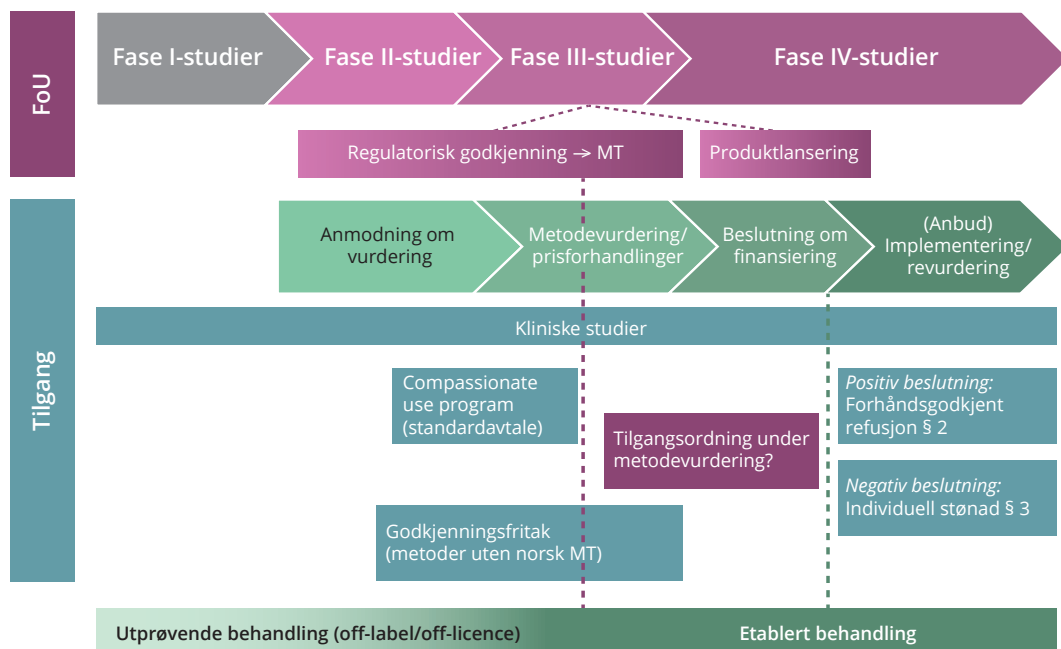 FoU
Fase I-studier
Fase II-studier
Fase III-studier
Fase IV-studier
Regulatorisk godkjenning → MT
Produktlansering
Tilgang
Anmodning om
vurdering
Metodevurdering/
prisforhandlinger
Beslutning om
finansiering
(Anbud)
Implementering/
revurdering
Kliniske studier
Compassionate
use program
(standardavtale)
Tilgangsordning under
metodevurdering?
Positiv beslutning:
Forhåndsgodkjent
refusjon § 2
Negativ beslutning:
Individuell stønad § 3
Godkjenningsfritak
(metoder uten norsk MT)
Utprøvende behandling (off-label/off-licence)
Etablert behandling